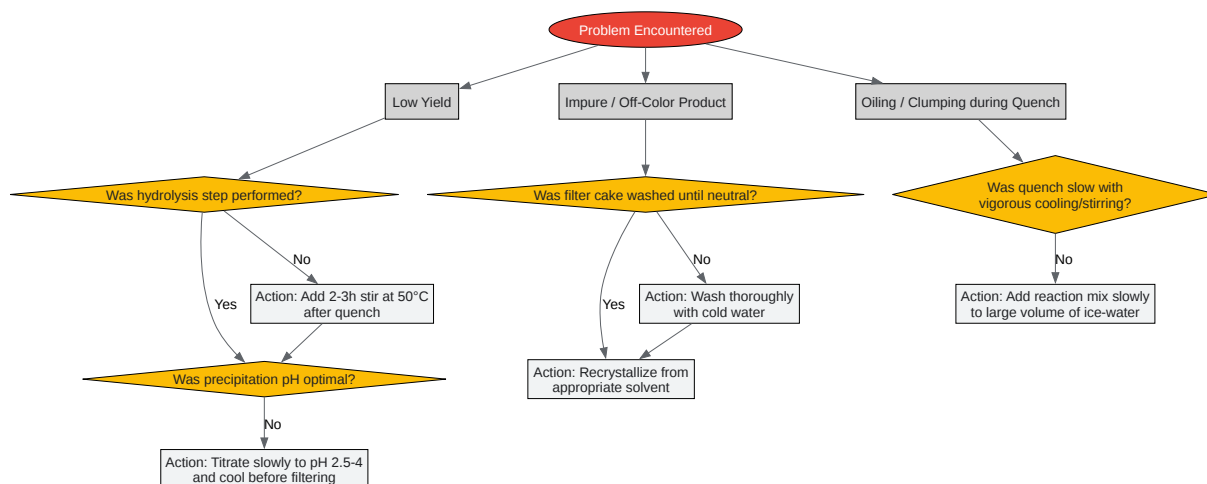 Problem Encountered
Low Yield
Impure / Off-Color Product
Oiling / Clumping during Quench
Was hydrolysis step performed?
Was filter cake washed until neutral?
Was quench slow with
vigorous cooling/stirring?
No
No
No
Yes
Action: Add 2-3h stir at 50°C
after quench
Yes
Action: Wash thoroughly
with cold water
Action: Add reaction mix slowly
to large volume of ice-water
Was precipitation pH optimal?
Action: Recrystallize from
appropriate solvent
No
Action: Titrate slowly to pH 2.5-4
and cool before filtering